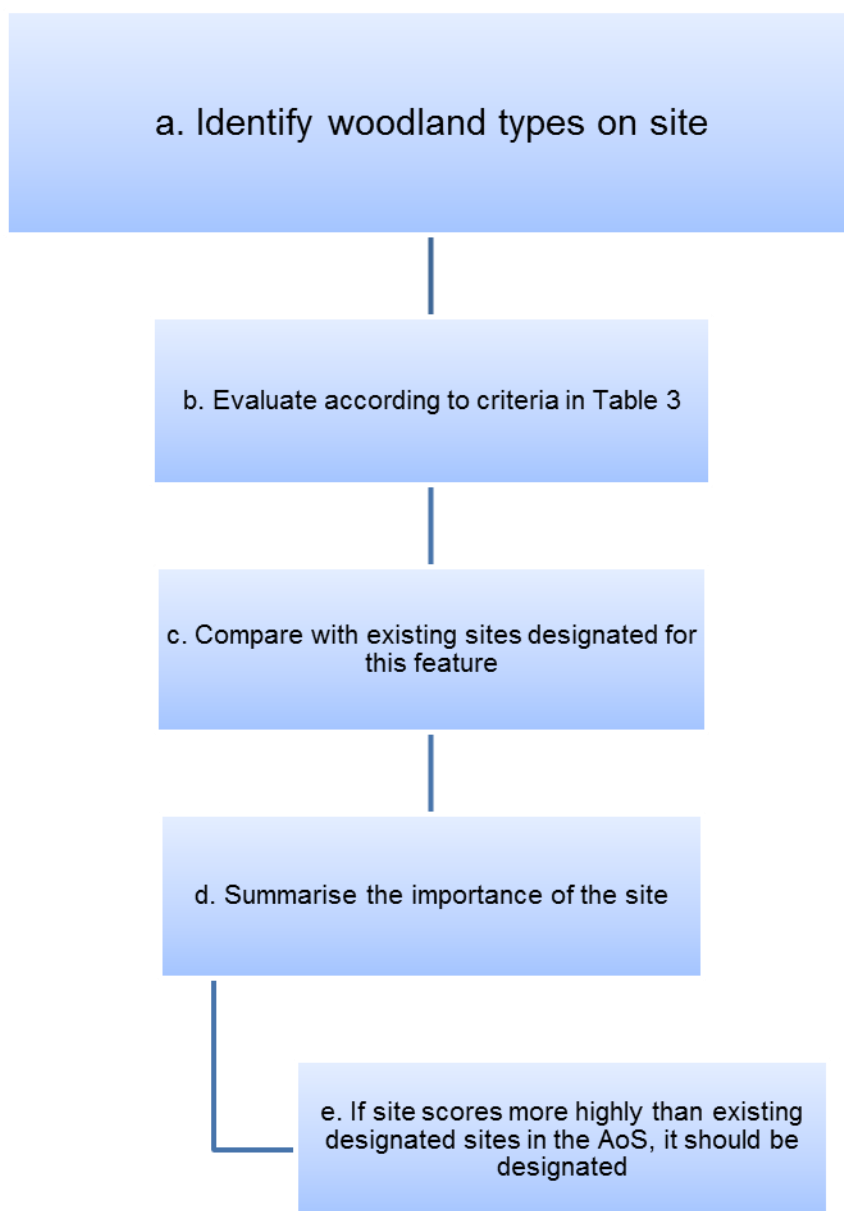 a. Identify woodland types on site
b. Evaluate according to criteria in Table 3
c. Compare with existing sites designated for
this feature
d. Summarise the importance of the site
e. If site scores more highly than existing
designated sites in the AoS, it should be
designated